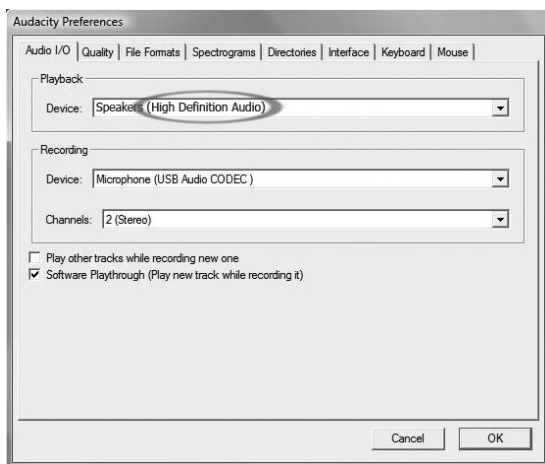 Audacity Preferences
Audio I/O Quality File Formats Spectrograms Directories Interface Keyboard Mouse
Playback
Device: Speakers (High Definition Audio)
Recording
Device: Microphone (USB Audio CODEC )
Channels: 2 (Stereo)
Play other tracks while recording new one
Software Playthrough (Play new track while recording it)
Cancel OK